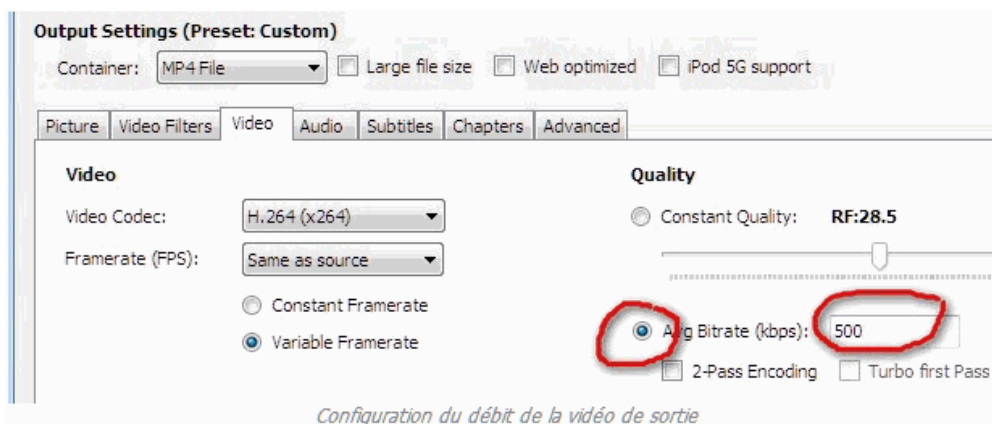 Output Settings (Preset: Custom)
Container: MP4 File Large file size Web optimized iPod 5G support
Picture Video Filters Video Audio Subtitles Chapters Advanced
Video Quality
Video Codec: H.264 (x264) Constant Quality: RF:28.5
Framerate (FPS): Same as source
Constant Framerate
Variable Framerate Avg Bitrate (kbps): 500
2-Pass Encoding Turbo first Pass
Configuration du débit de la vidéo de sortie